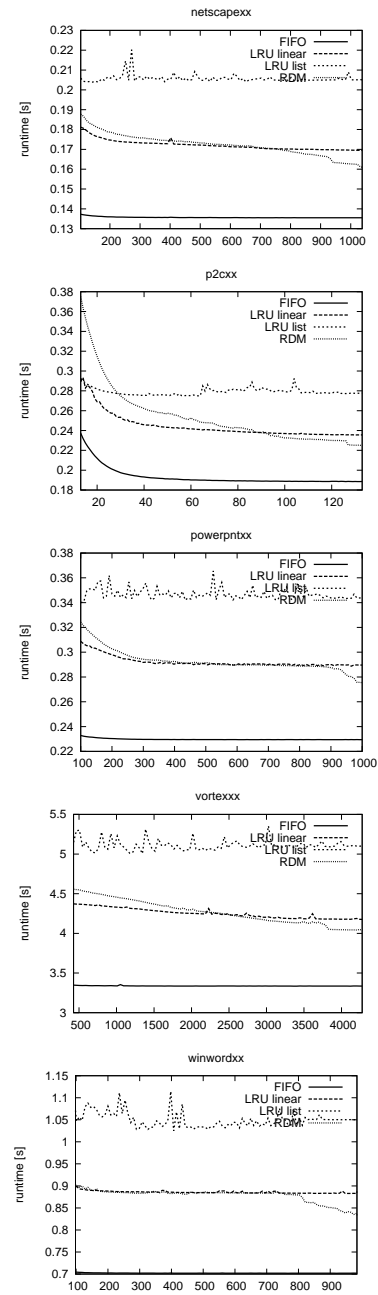 netscapexx
0.23
0.22
0.21
0.2
0.19
0.18
0.17
0.16
0.15
0.14
0.13
runtime [s]
FIFO
LRU linear
LRU list
RDM
200 300 400 500 600 700 800 900 1000
p2cxx
0.38
0.36
0.34
0.32
0.3
0.28
0.26
0.24
0.22
0.2
0.18
runtime [s]
FIFO
LRU linear
LRU list
RDM
20 40 60 80 100 120
powerpntxx
0.38
0.36
0.34
0.32
0.3
0.28
0.26
0.24
0.22
runtime [s]
FIFO
LRU linear
LRU list
RDM
100 200 300 400 500 600 700 800 900 1000
vortexxx
5.5
5
4.5
4
3.5
3
runtime [s]
FIFO
LRU linear
LRU list
RDM
500 1000 1500 2000 2500 3000 3500 4000
winwordxx
1.15
1.1
1.05
1
0.95
0.9
0.85
0.8
0.75
0.7
runtime [s]
FIFO
LRU linear
LRU list
RDM
100 200 300 400 500 600 700 800 900